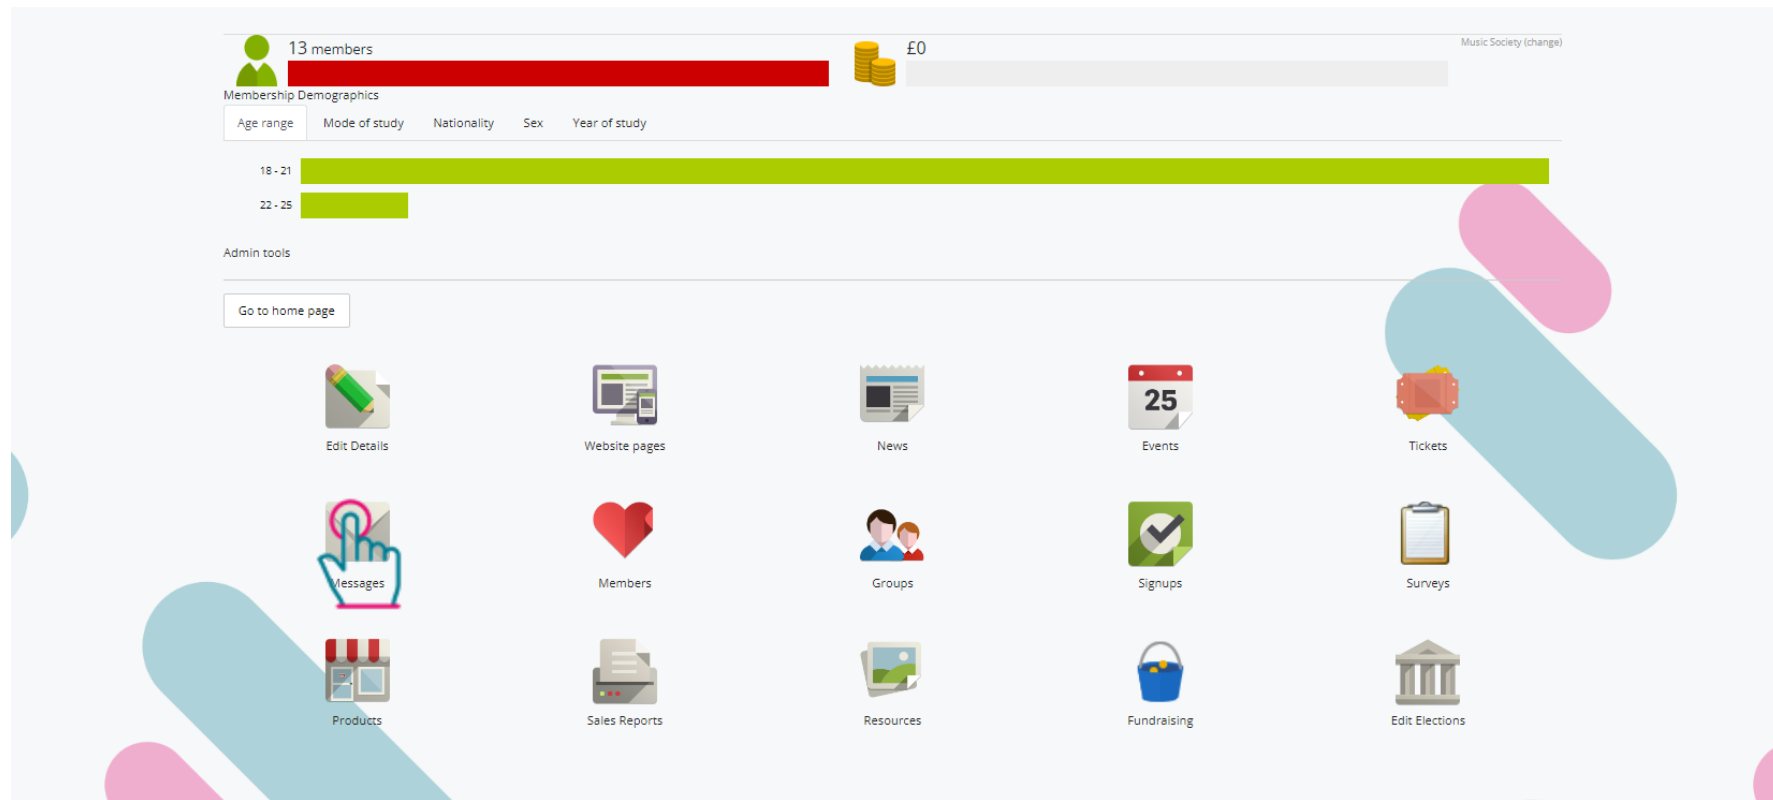 13 members
£0
Music Society (change)
Membership Demographics
Age range Mode of study Nationality Sex Year of study
18 - 21
22 - 25
Admin tools
Go to home page
25
Edit Details Website pages News Events Tickets
Messages Members Groups Signups Surveys
Products Sales Reports Resources Fundraising Edit Elections